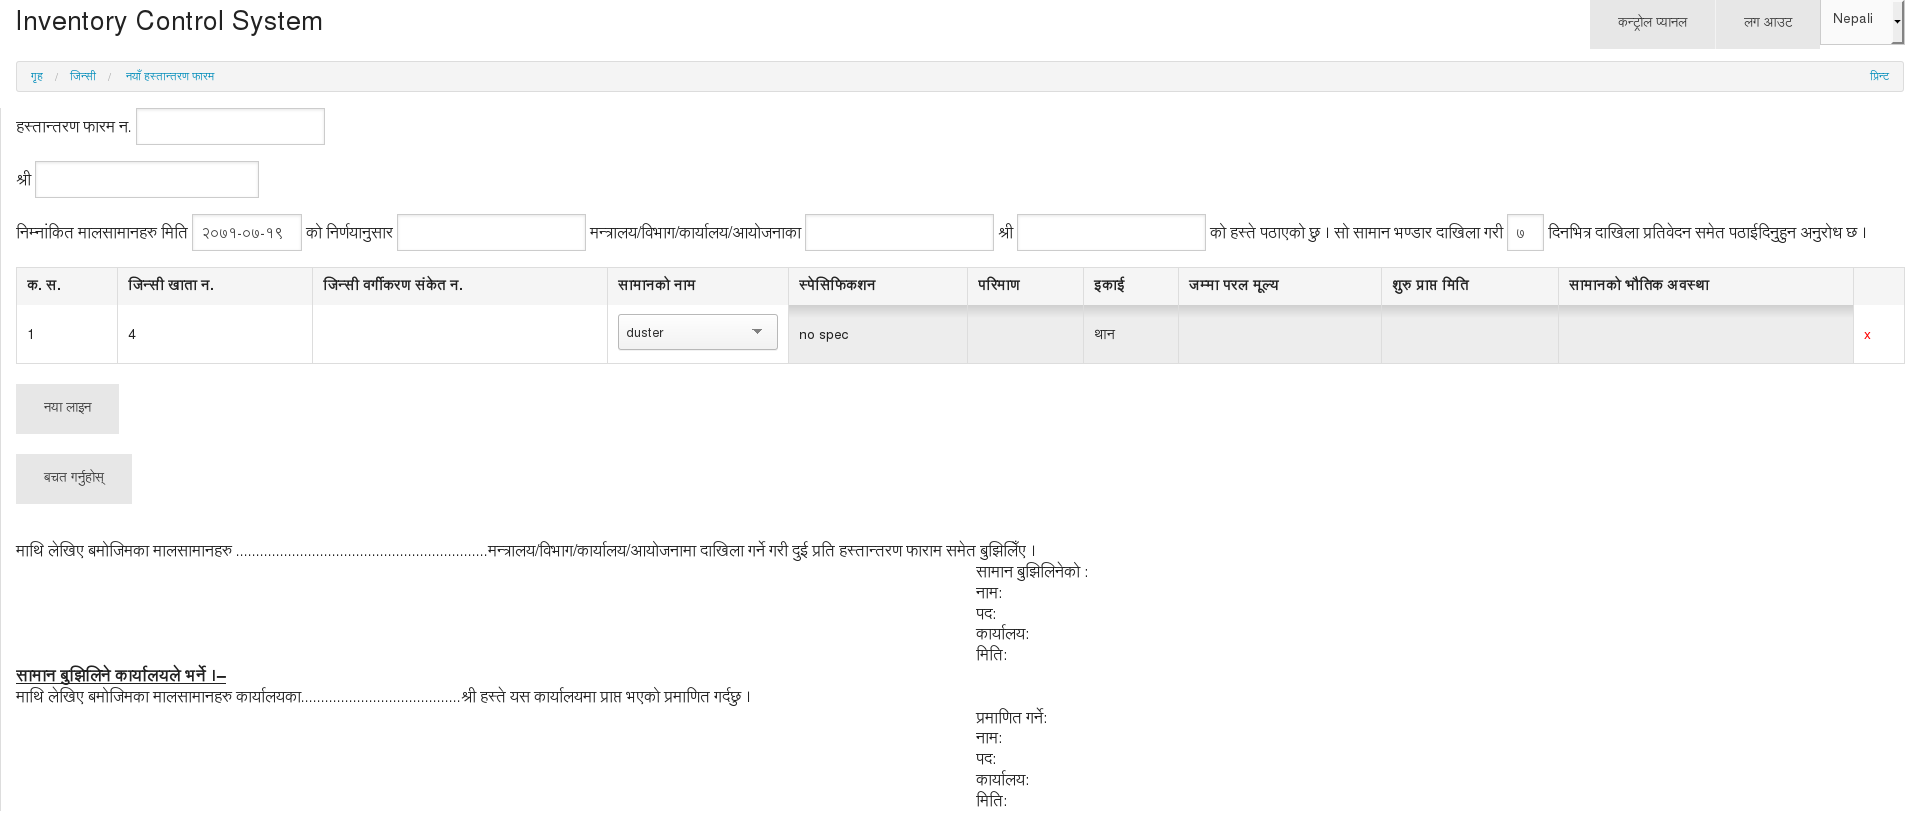 Inventory Control System
कन्ट्रोल प्यानल लग आउट Nepali
गृह / जिन्सी / नयाँ हस्तान्तरण फारम प्रिन्ट
हस्तान्तरण फारम न.
श्री
निम्नांकित मालसामानहरु मिति २०७१-०७-१९ को निर्णयानुसार मन्त्रालय/विभाग/कार्यालय/आयोजनाका श्री को हस्ते पठाएको छु । सो सामान भण्डार दाखिला गरी ७ दिनभित्र दाखिला प्रतिवेदन समेत पठाईदिनुहुन अनुरोध छ ।
क. स. जिन्सी खाता न. जिन्सी वर्गीकरण संकेत न. सामानको नाम स्पेसिफिकशन परिमाण इकाई जम्मा परल मूल्य शुरु प्राप्त मिति सामानको भौतिक अवस्था
1 4 duster no spec थान x
नया लाइन
बचत गर्नुहोस्
माथि लेखिए बमोजिमका मालसामानहरु ...............................................................मन्त्रालय/विभाग/कार्यालय/आयोजनामा दाखिला गर्ने गरी दुई प्रति हस्तान्तरण फाराम समेत बुझिलिँए ।
सामान बुझिलिनेको :
नाम:
पद:
कार्यालय:
मिति:
सामान बुझिलिने कार्यालयले भर्ने ।–
माथि लेखिए बमोजिमका मालसामानहरु कार्यालयका........................................श्री हस्ते यस कार्यालयमा प्राप्त भएको प्रमाणित गर्दछु ।
प्रमाणित गर्ने:
नाम:
पद:
कार्यालय:
मिति: